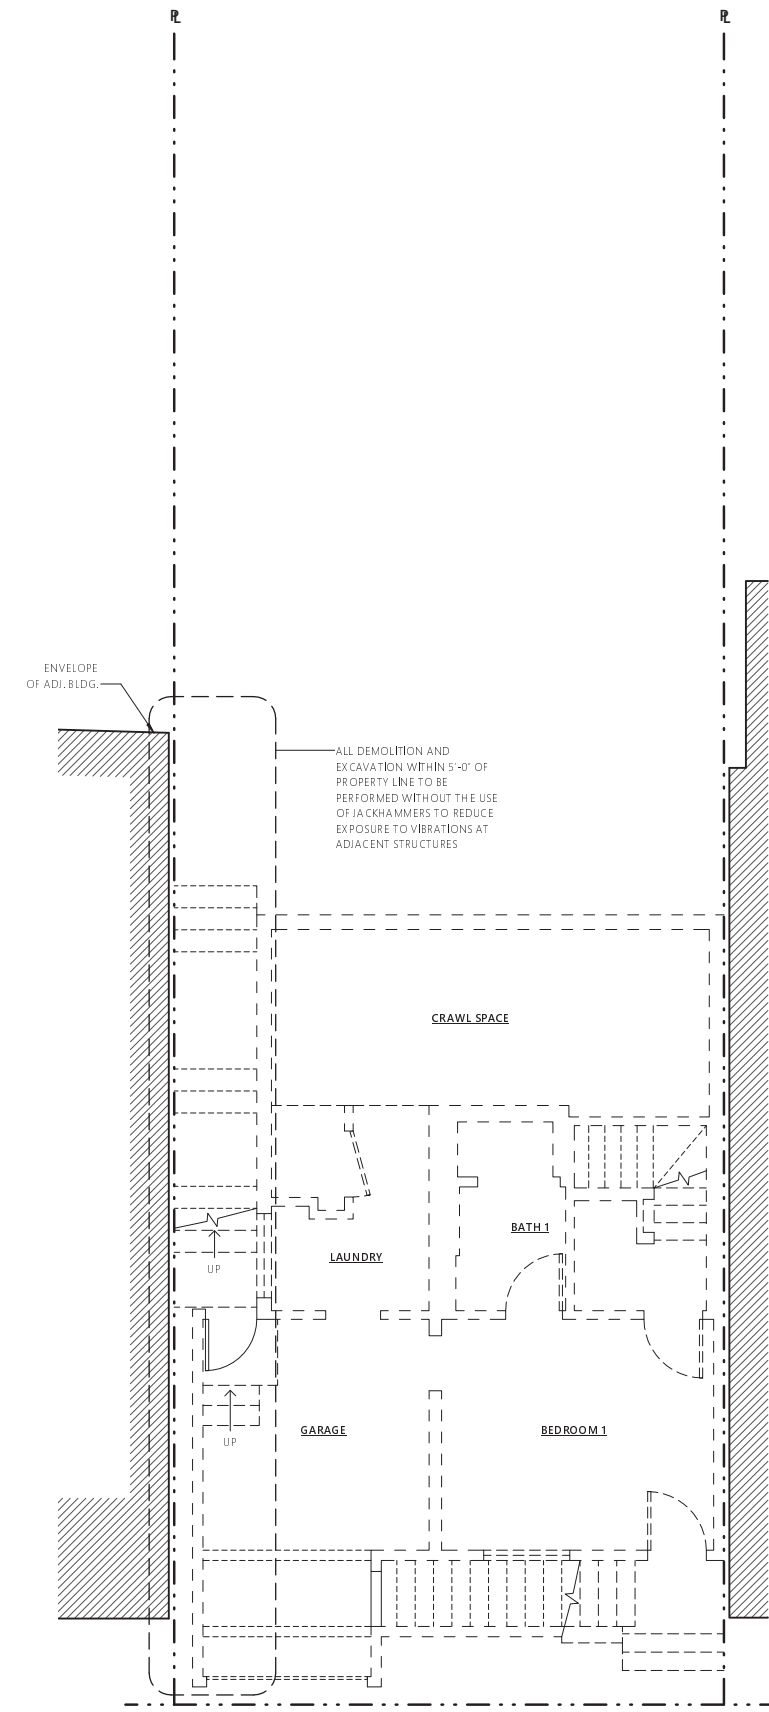 PL
PL
ENVELOPE
OF ADJ. BLDG.
ALL DEMOLITION AND
EXCAVATION WITHIN 5'-0" OF
PROPERTY LINE TO BE
PERFORMED WITHOUT THE USE
OF JACKHAMMERS TO REDUCE
EXPOSURE TO VIBRATIONS AT
ADJACENT STRUCTURES
CRAWL SPACE
BATH 1
LAUNDRY
UP
GARAGE
BEDROOM 1
UP